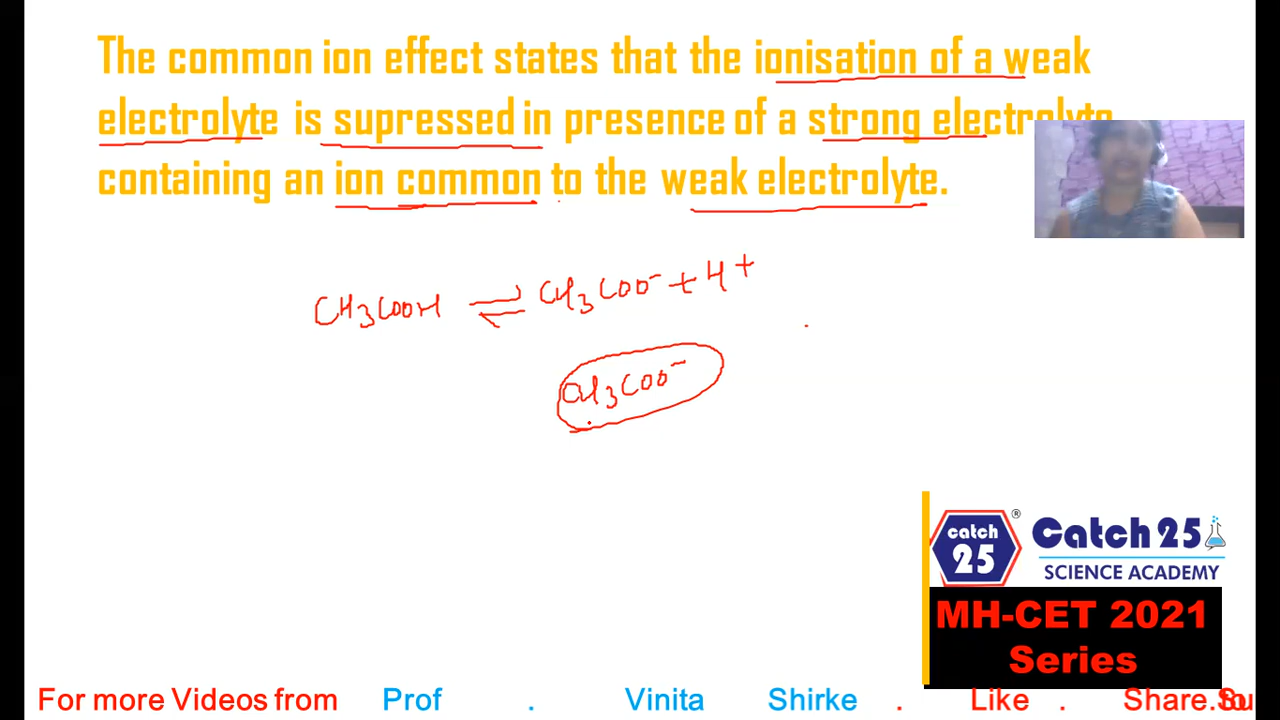 The common ion effect states that the ionisation of a weak
electrolyte is supressed in presence of a strong electrolyte
containing an ion common to the weak electrolyte.
CH3COOH ⇌ CH3COO⁻ + H+
CH3COO⁻
catch
25
®
Catch 25
SCIENCE ACADEMY
MH-CET 2021
Series
For more Videos from Prof . Vinita Shirke . Like . Share.